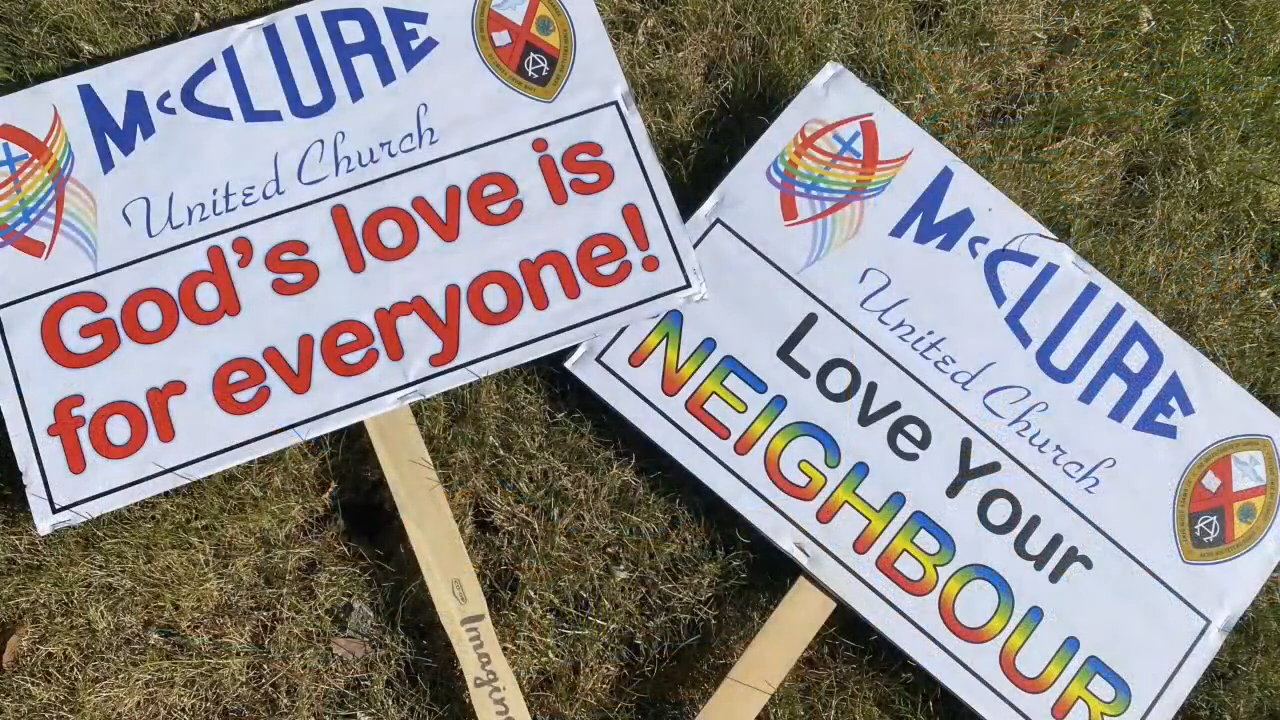 McCLURE
United Church
God's love is
for everyone!
McCLURE
United Church
Love Your
NEIGHBOUR